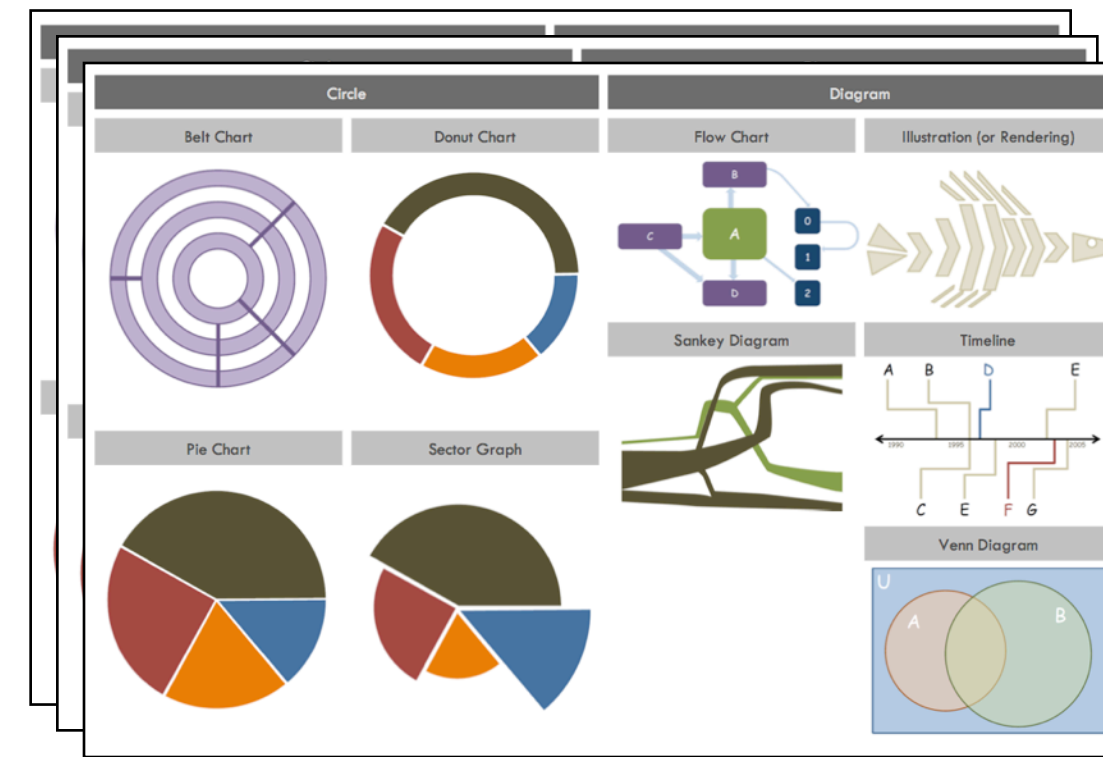 Circle
Diagram
Belt Chart
Donut Chart
Flow Chart
Illustration (or Rendering)
B
C
A
D
0
1
2
Sankey Diagram
Timeline
A B D E
1990 1995 2000 2005
C E F G
Pie Chart
Sector Graph
Venn Diagram
U
A
B